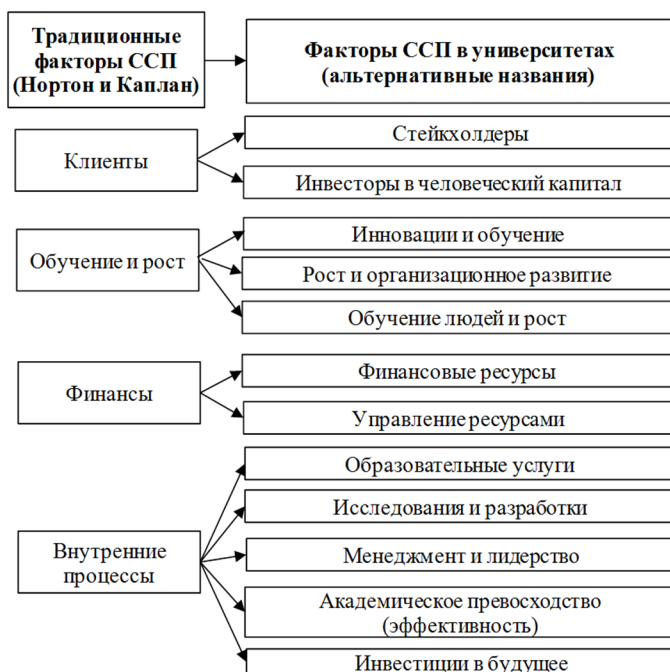 Традиционные
факторы ССП
(Нортон и Каплан)
Факторы ССП в университетах
(альтернативные названия)
Клиенты
Стейкхолдеры
Инвесторы в человеческий капитал
Обучение и рост
Инновации и обучение
Рост и организационное развитие
Обучение людей и рост
Финансы
Финансовые ресурсы
Управление ресурсами
Внутренние
процессы
Образовательные услуги
Исследования и разработки
Менеджмент и лидерство
Академическое превосходство
(эффективность)
Инвестиции в будущее